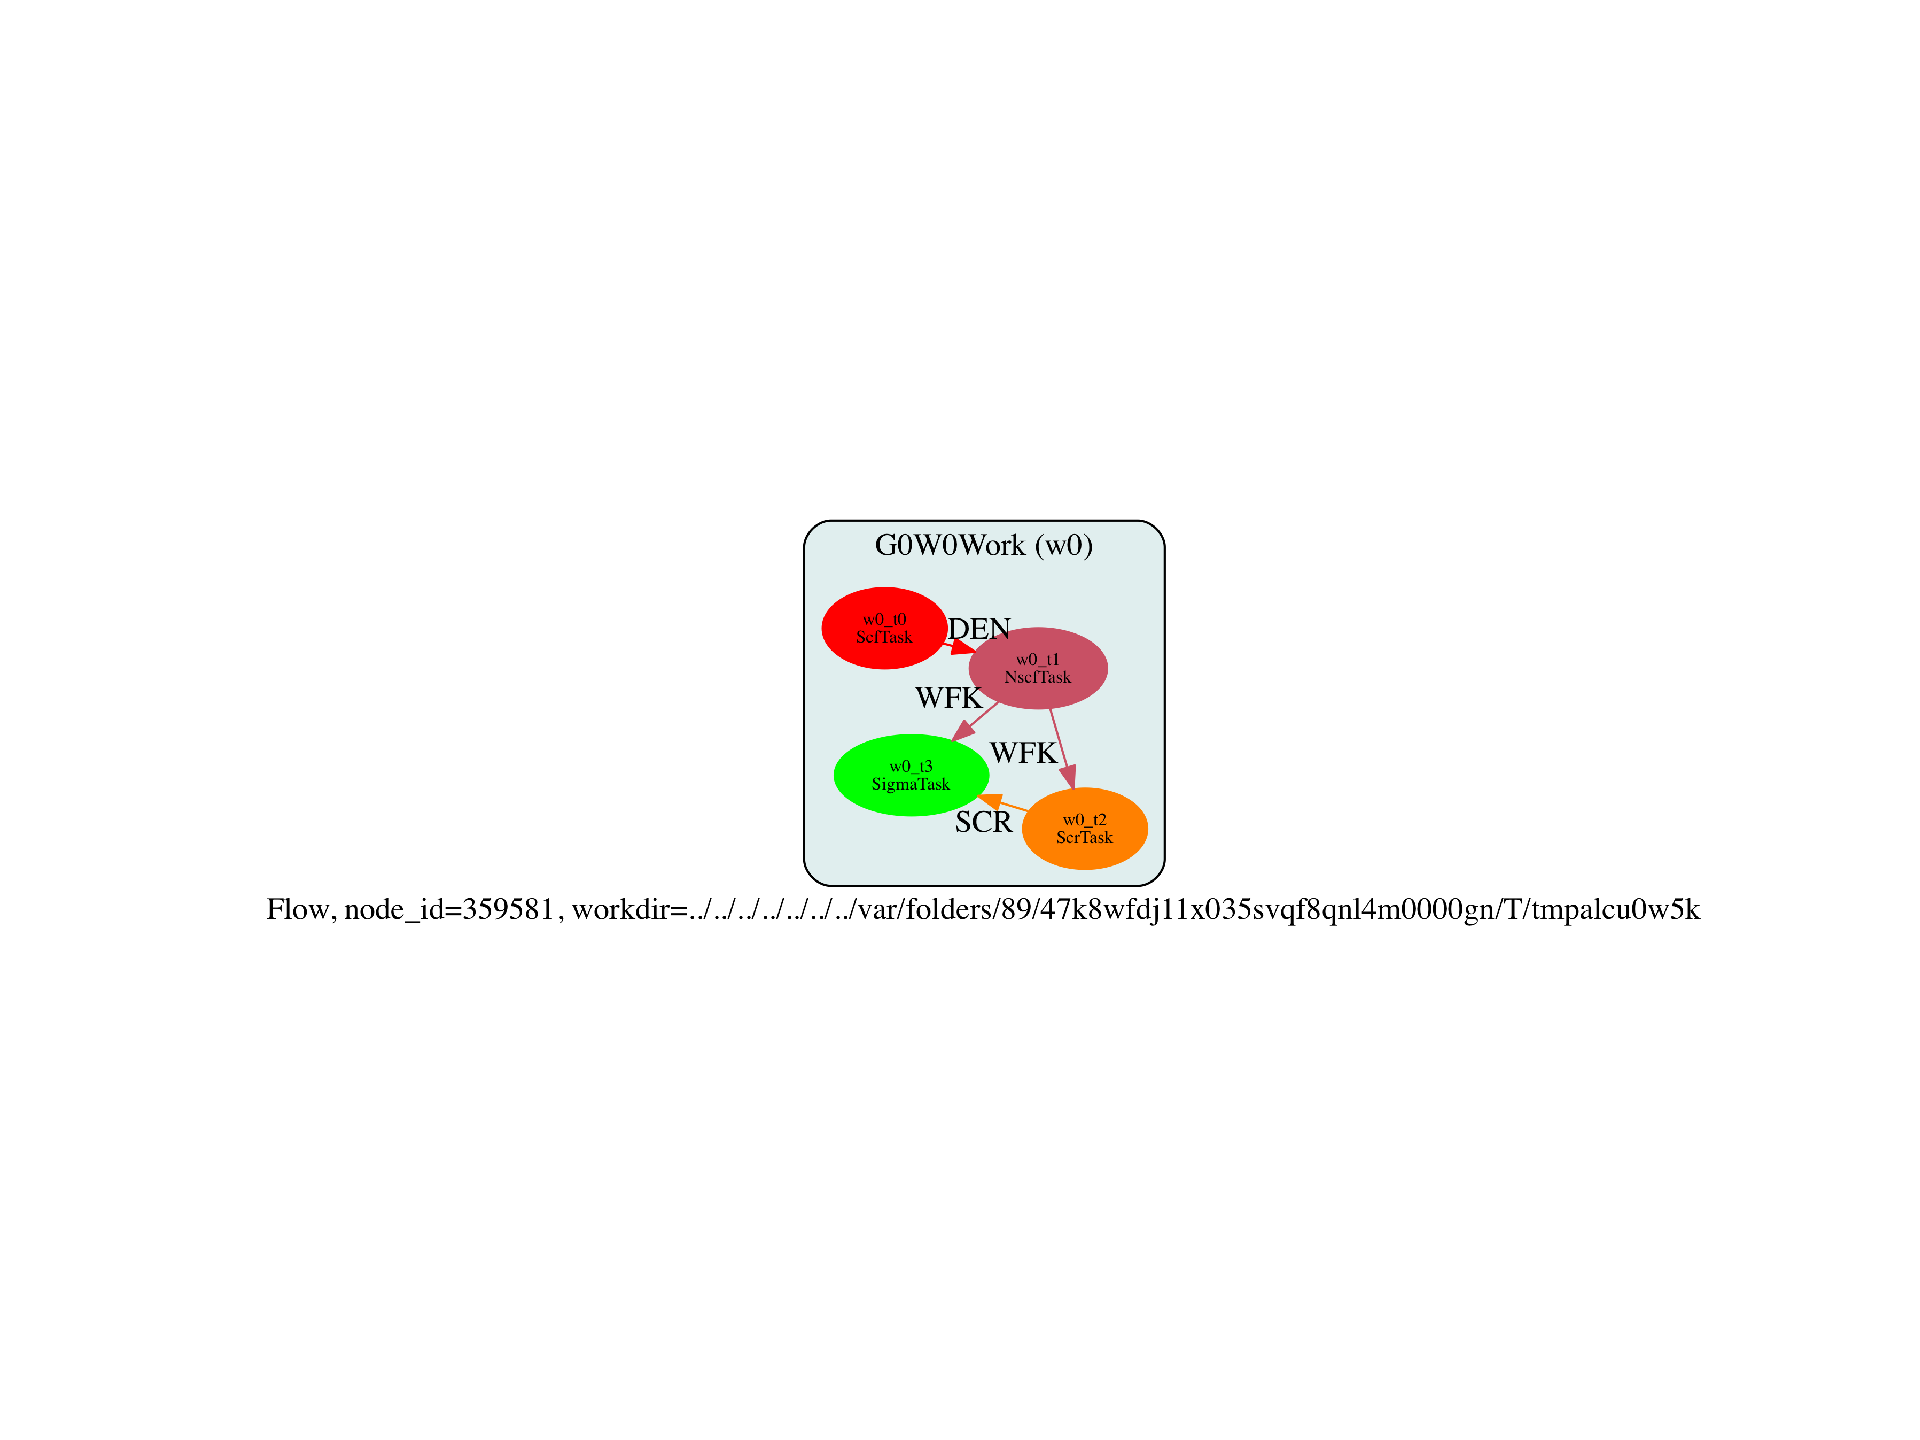 G0W0Work (w0)
w0_t0
ScfTask
DEN
w0_t1
NscfTask
WFK
WFK
w0_t3
SigmaTask
SCR
w0_t2
ScrTask
Flow, node_id=359581, workdir=../../../../../../../var/folders/89/47k8wfdj11x035svqf8qnl4m0000gn/T/tmpalcu0w5k